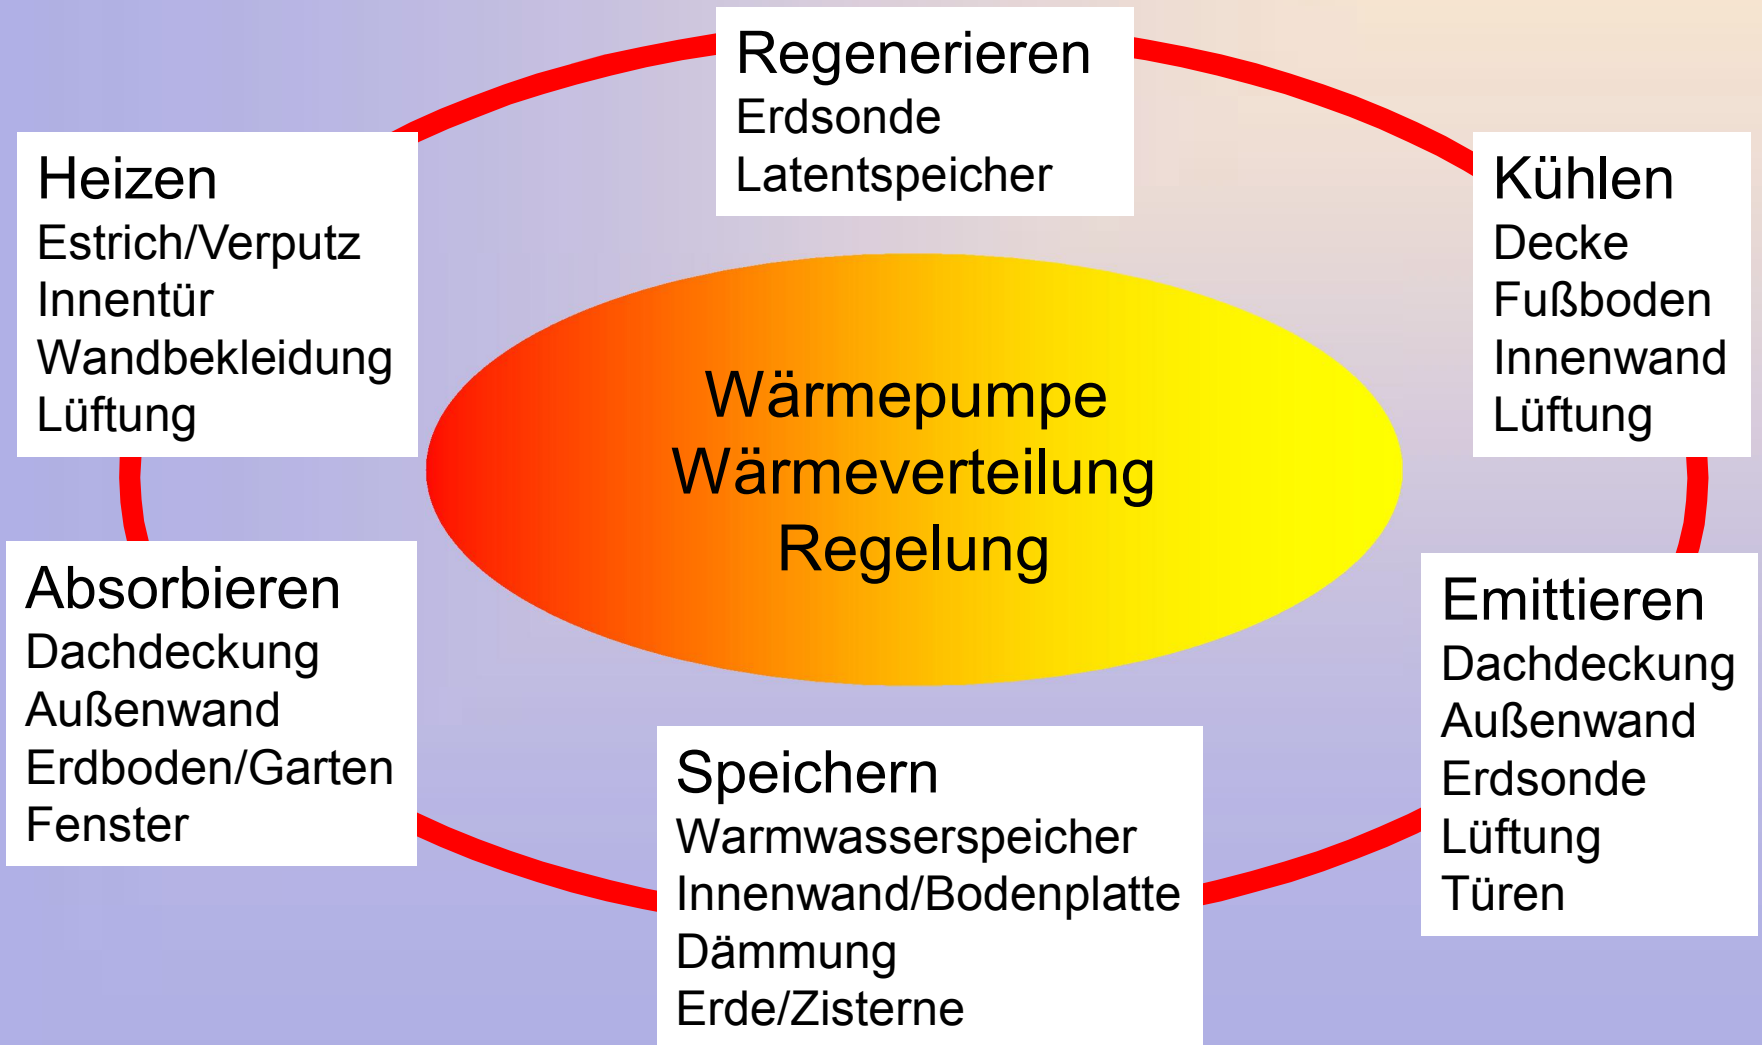 Regenerieren
Erdsonde
Latentspeicher
Heizen
Estrich/Verputz
Innentür
Wandbekleidung
Lüftung
Kühlen
Decke
Fußboden
Innenwand
Lüftung
Wärmepumpe
Wärmeverteilung
Regelung
Absorbieren
Dachdeckung
Außenwand
Erdboden/Garten
Fenster
Emittieren
Dachdeckung
Außenwand
Erdsonde
Lüftung
Türen
Speichern
Warmwasserspeicher
Innenwand/Bodenplatte
Dämmung
Erde/Zisterne